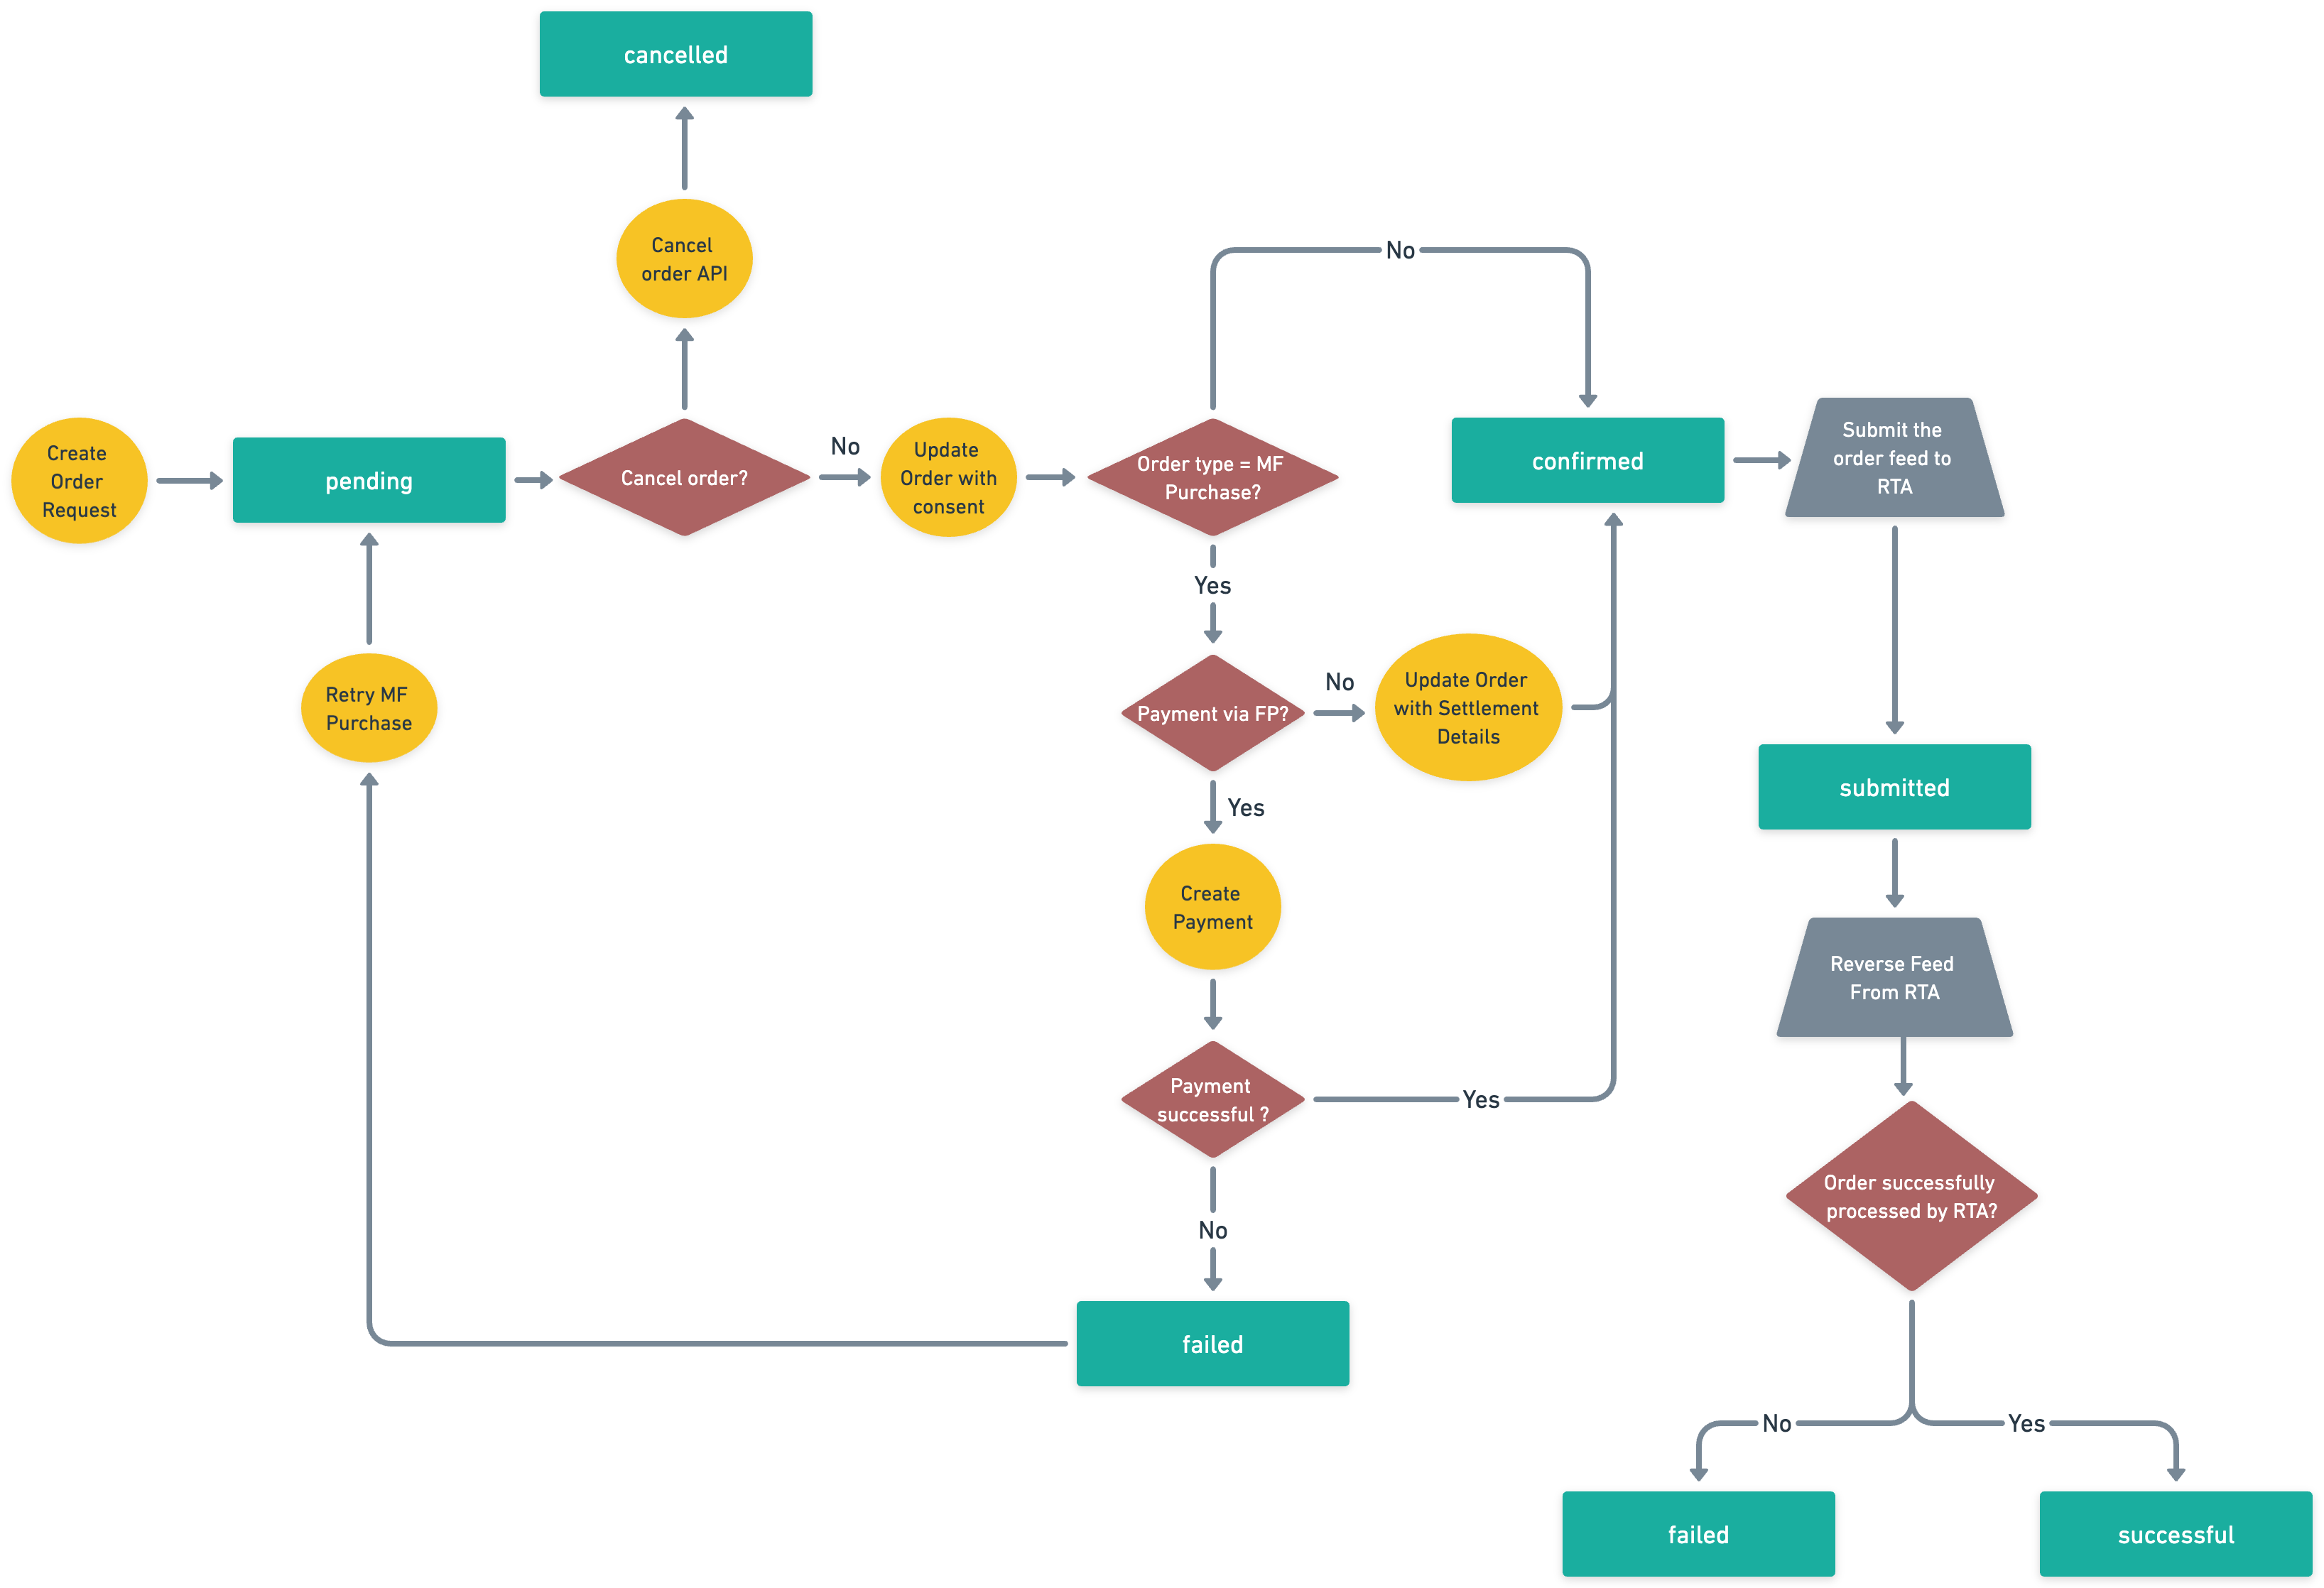 cancelled
Cancel
order API
No
Create
Order
Request
pending
Cancel order?
No
Update
Order with
consent
Order type = MF
Purchase?
confirmed
Submit the
order feed to
RTA
Yes
Retry MF
Purchase
Payment via FP?
No
Update Order
with Settlement
Details
Yes
submitted
Create
Payment
Reverse Feed
From RTA
Payment
successful ?
Yes
Order successfully
processed by RTA?
No
failed
No
Yes
failed
successful